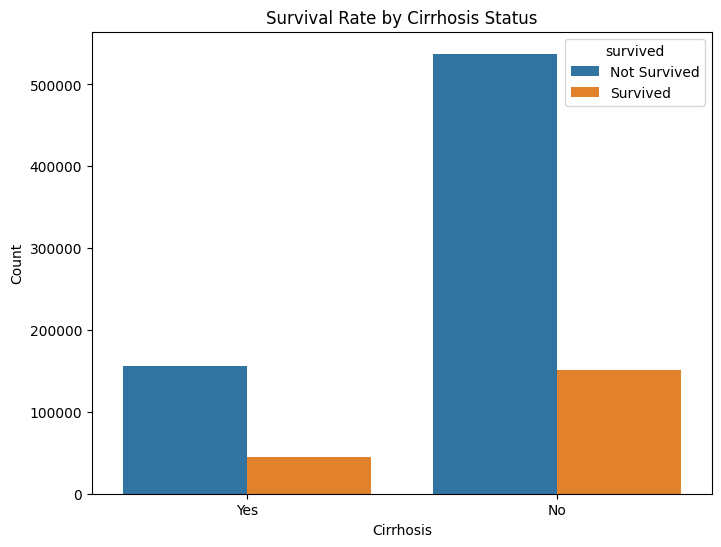 Survival Rate by Cirrhosis Status
survived
Not Survived
Survived
500000
400000
300000
200000
100000
0
Count
Yes
No
Cirrhosis